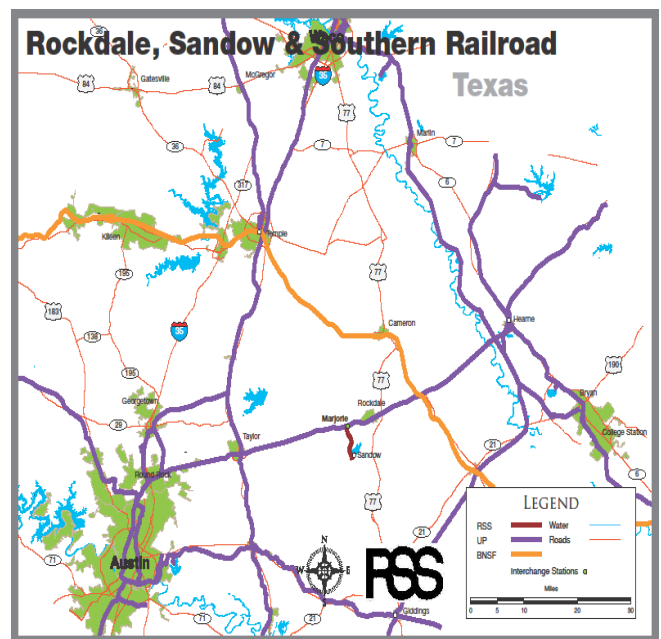 Rockdale, Sandow & Southern Railroad
Texas
36
Gatesville
McGregor
84
84
35
77
Marlin
7
7
36
6
317
Temple
Killeen
195
77
183
35
138
Cameron
Hearne
190
195
77
Georgetown
Rockdale
Bryan
Marjorie
29
Taylor
21
College Station
Sandow
Round Rock
6
77
LEGEND
RSS Water
UP Roads
BNSF
Interchange Stations
Miles
0 5 10 20 30
21
N
W E
S
RSS
Austin
71
71
21
Giddings